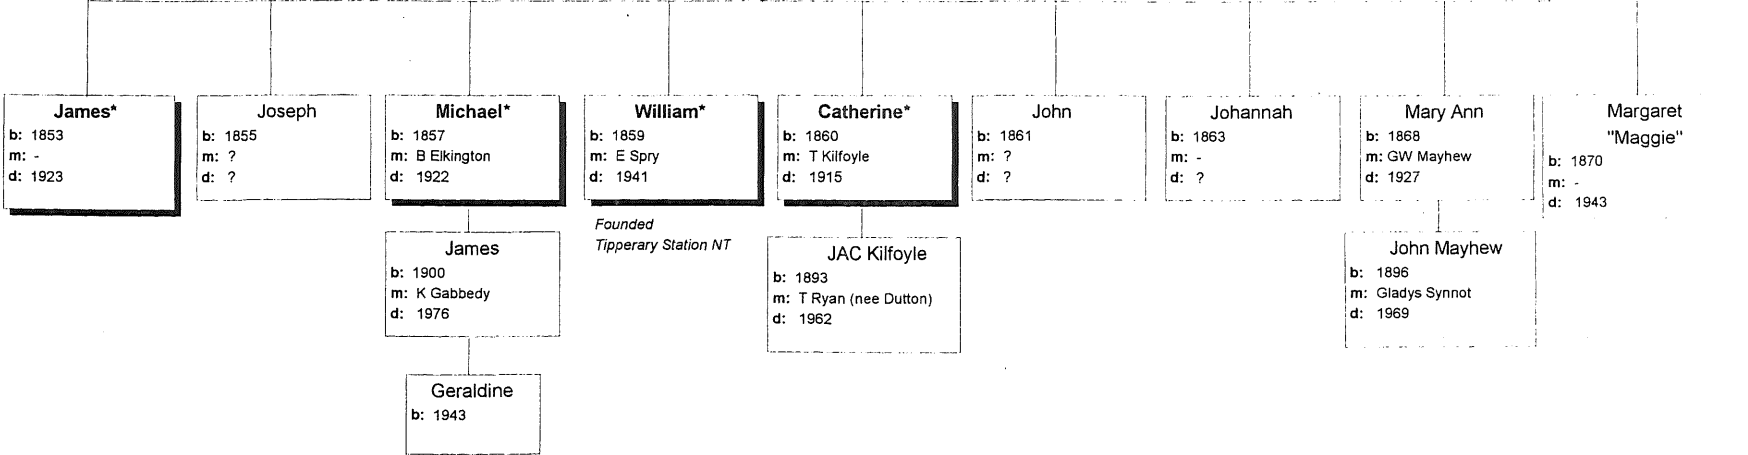 James*
b: 1853
m: -
d: 1923
Joseph
b: 1855
m: ?
d: ?
Michael*
b: 1857
m: B Elkington
d: 1922
William*
b: 1859
m: E Spry
d: 1941
Founded
Tipperary Station NT
Catherine*
b: 1860
m: T Kilfoyle
d: 1915
John
b: 1861
m: ?
d: ?
Johannah
b: 1863
m: -
d: ?
Mary Ann
b: 1868
m: GW Mayhew
d: 1927
Margaret
"Maggie"
b: 1870
m: -
d: 1943
James
b: 1900
m: K Gabbedy
d: 1976
JAC Kilfoyle
b: 1893
m: T Ryan (nee Dutton)
d: 1962
John Mayhew
b: 1896
m: Gladys Synnot
d: 1969
Geraldine
b: 1943